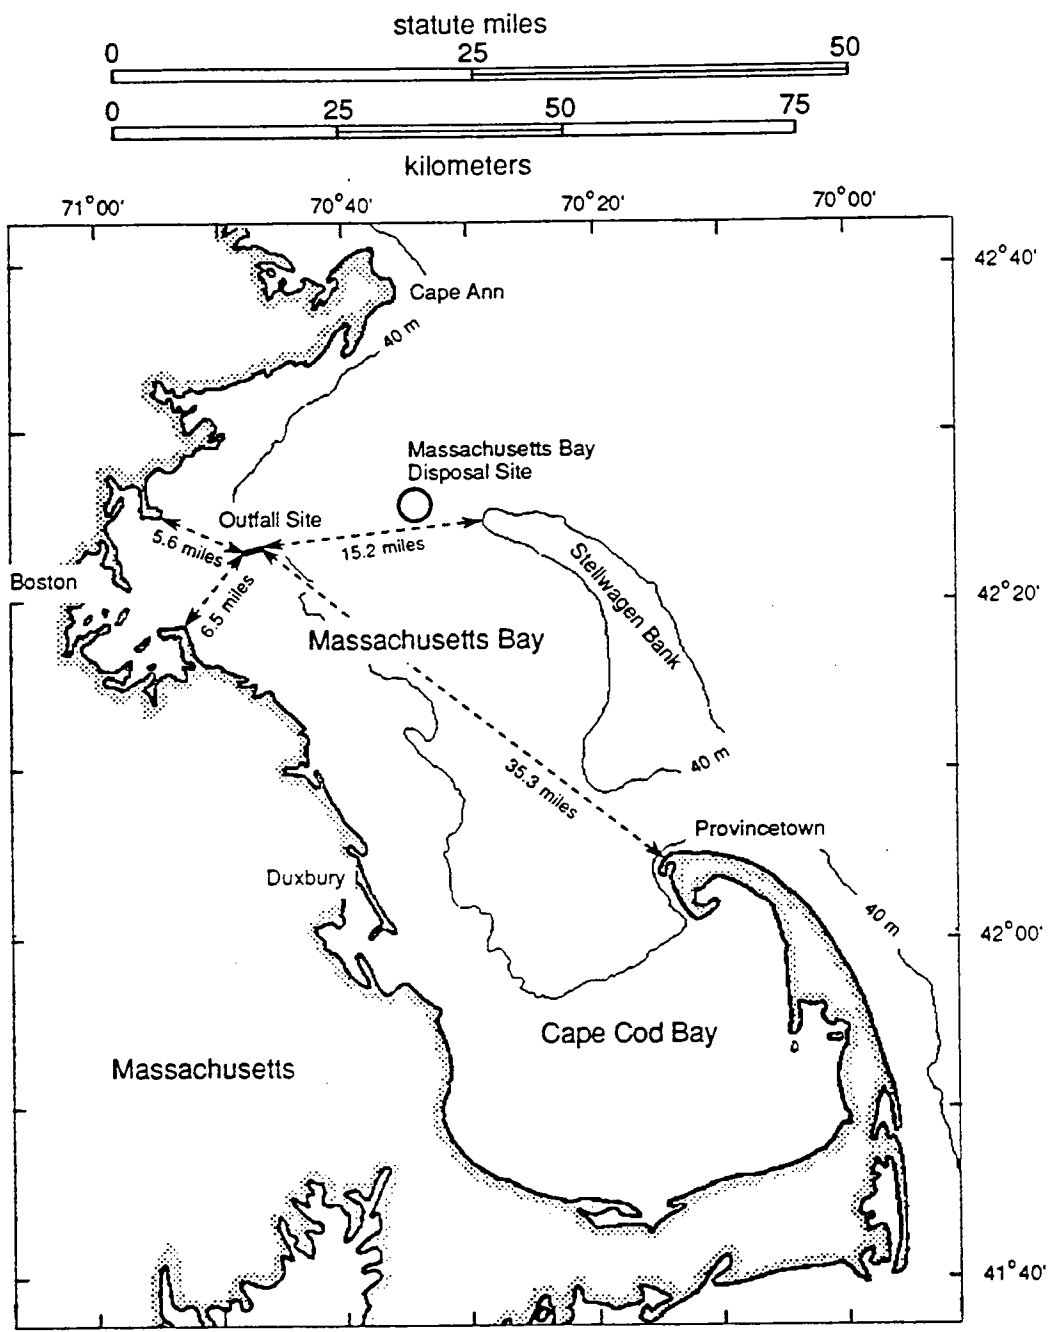 statute miles
0 25 50
0 25 50 75
kilometers
71°00' 70°40' 70°20' 70°00'
42°40'
Cape Ann
40 m
Massachusetts Bay
Disposal Site
Outfall Site
5.6 miles
15.2 miles
Boston
6.5 miles
Stellwagen Bank
42°20'
Massachusetts Bay
40 m
35.3 miles
Provincetown
Duxbury
40 m
42°00'
Cape Cod Bay
Massachusetts
41°40'